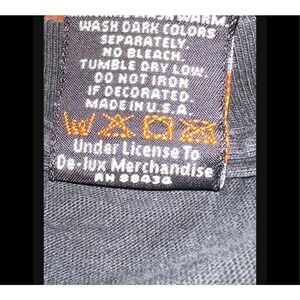 WARM.
WASH DARK COLORS
SEPARATELY.
NO BLEACH.
TUMBLE DRY LOW.
DO NOT IRON
IF DECORATED.
MADE IN U.S.A.
Under License To
De-lux Merchandise